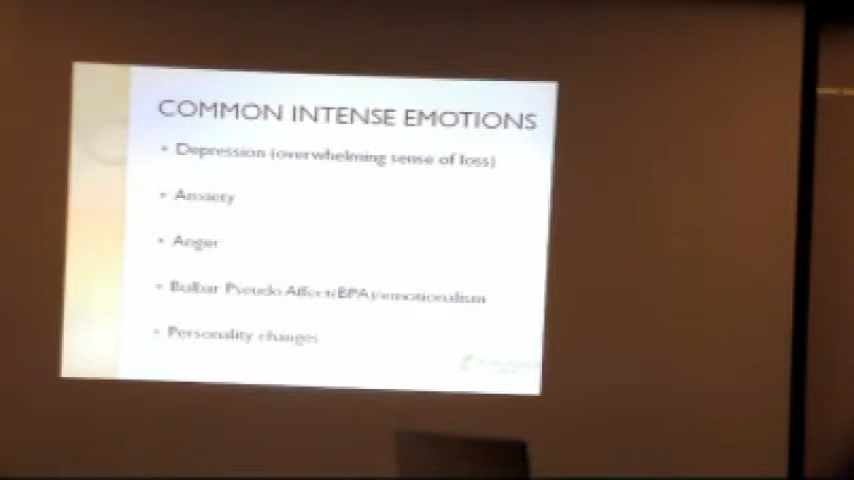 COMMON INTENSE EMOTIONS
• Depression (overwhelming sense of loss)
• Anxiety
• Anger
• Bulbar Pseudo Affect(BPA)/emotionalism
• Personality changes